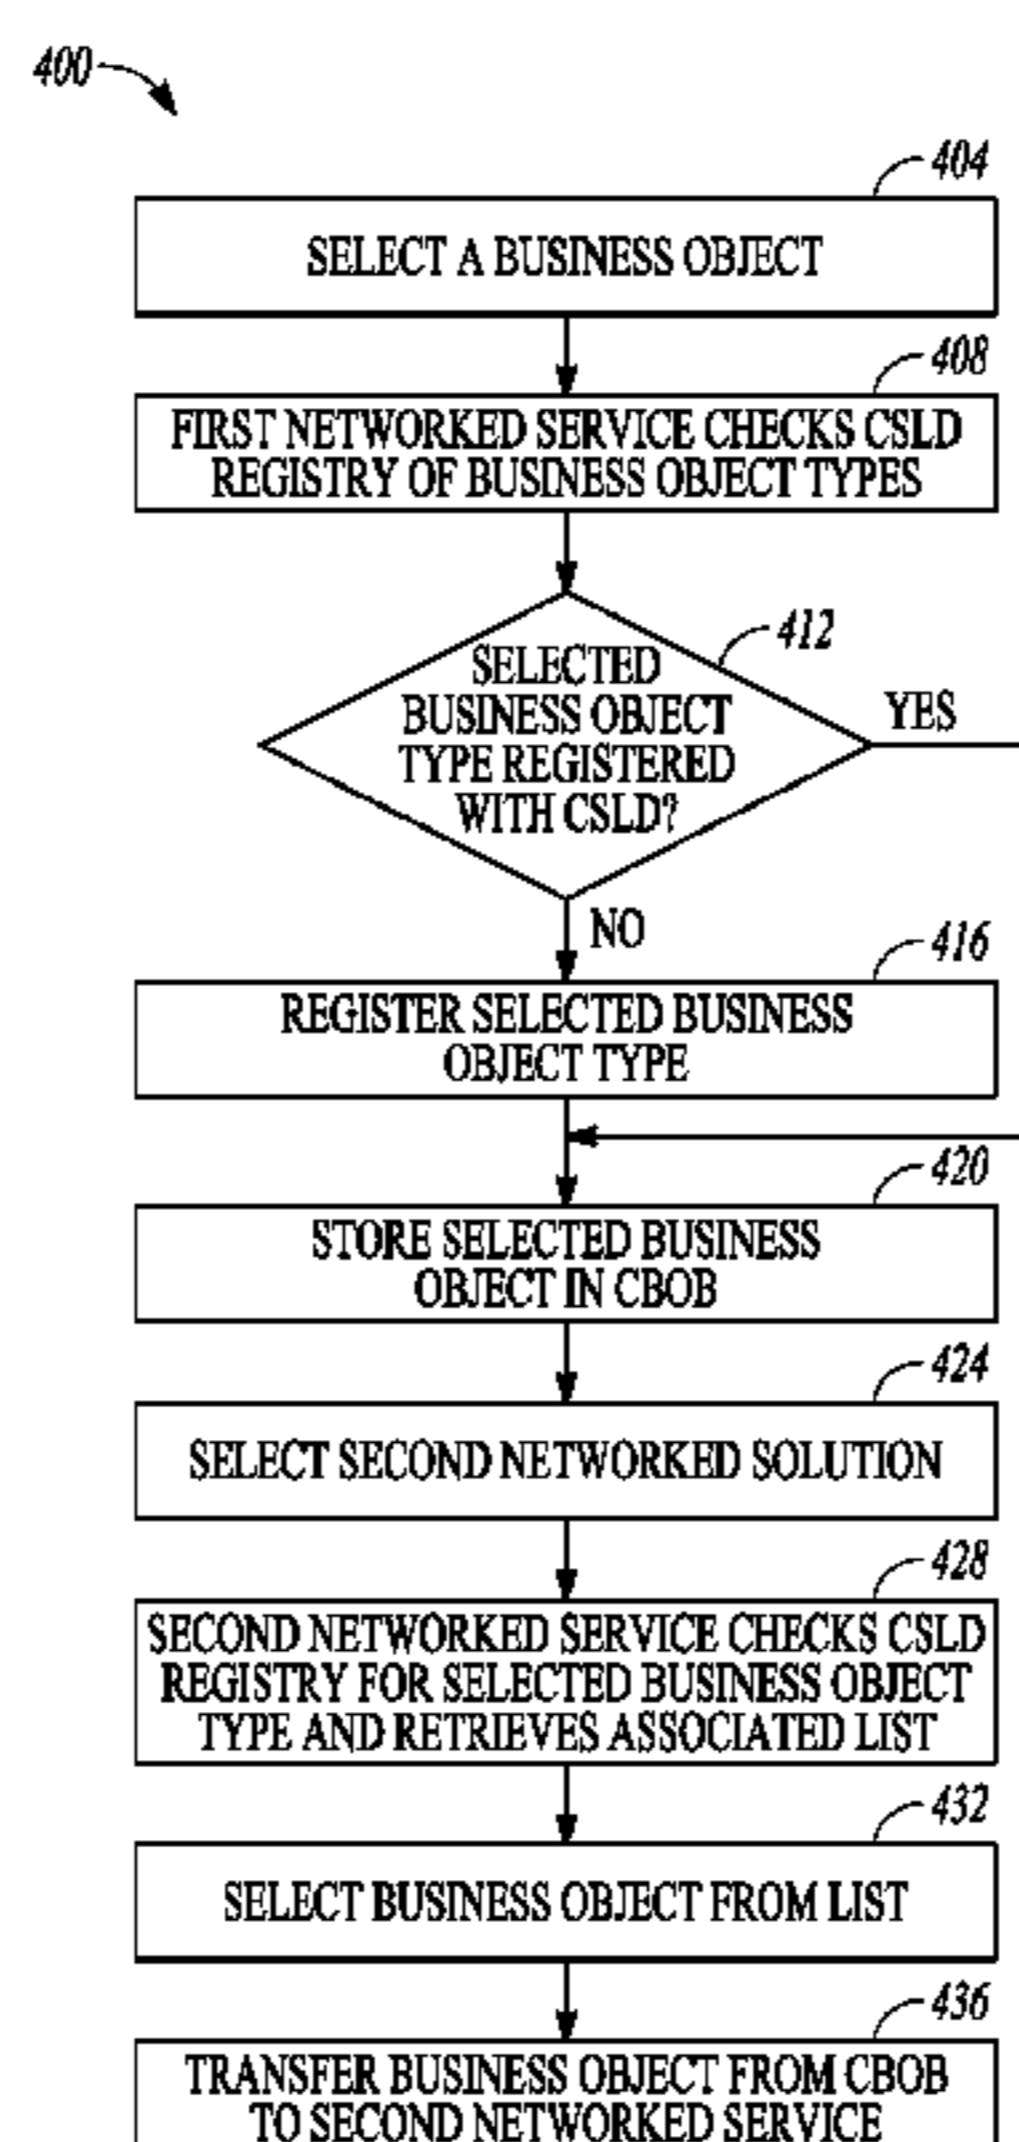 400
404
SELECT A BUSINESS OBJECT
408
FIRST NETWORKED SERVICE CHECKS CSLD
REGISTRY OF BUSINESS OBJECT TYPES
412
SELECTED
BUSINESS OBJECT
TYPE REGISTERED
WITH CSLD?
YES
NO
416
REGISTER SELECTED BUSINESS
OBJECT TYPE
420
STORE SELECTED BUSINESS
OBJECT IN CBOB
424
SELECT SECOND NETWORKED SOLUTION
428
SECOND NETWORKED SERVICE CHECKS CSLD
REGISTRY FOR SELECTED BUSINESS OBJECT
TYPE AND RETRIEVES ASSOCIATED LIST
432
SELECT BUSINESS OBJECT FROM LIST
436
TRANSFER BUSINESS OBJECT FROM CBOB
TO SECOND NETWORKED SERVICE